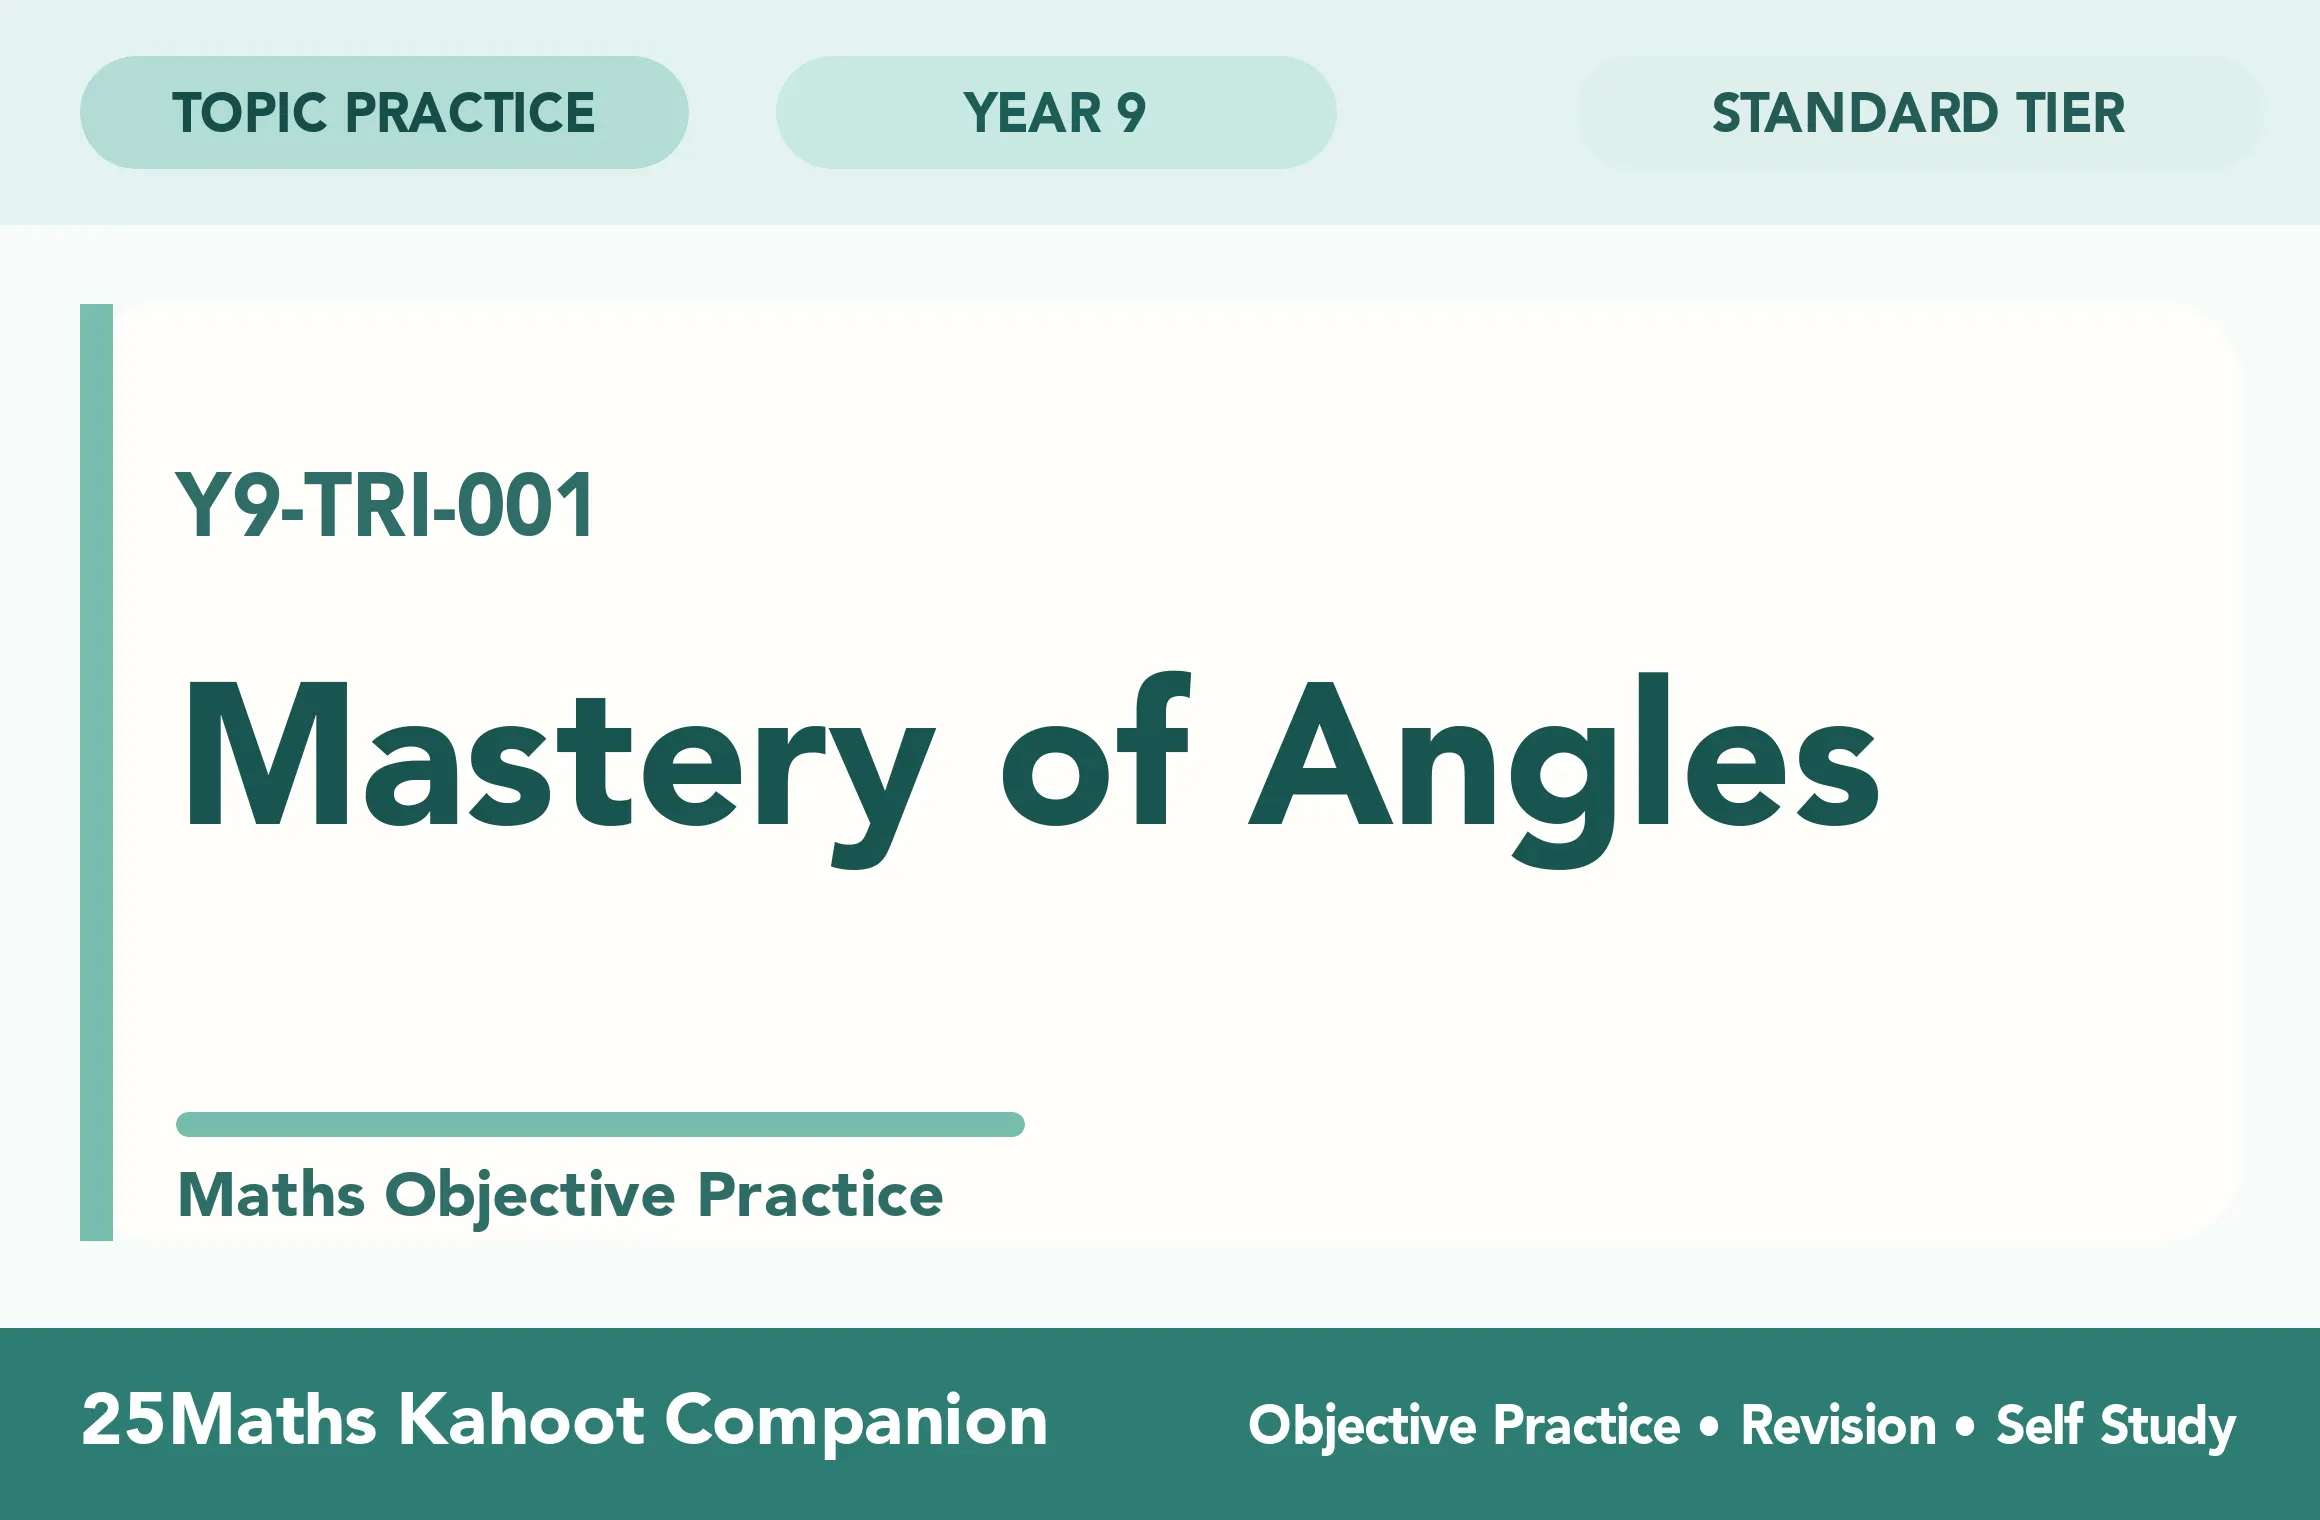 TOPIC PRACTICE
YEAR 9
STANDARD TIER
Y9-TRI-001
Mastery of Angles
Maths Objective Practice
25Maths Kahoot Companion
Objective Practice • Revision • Self Study